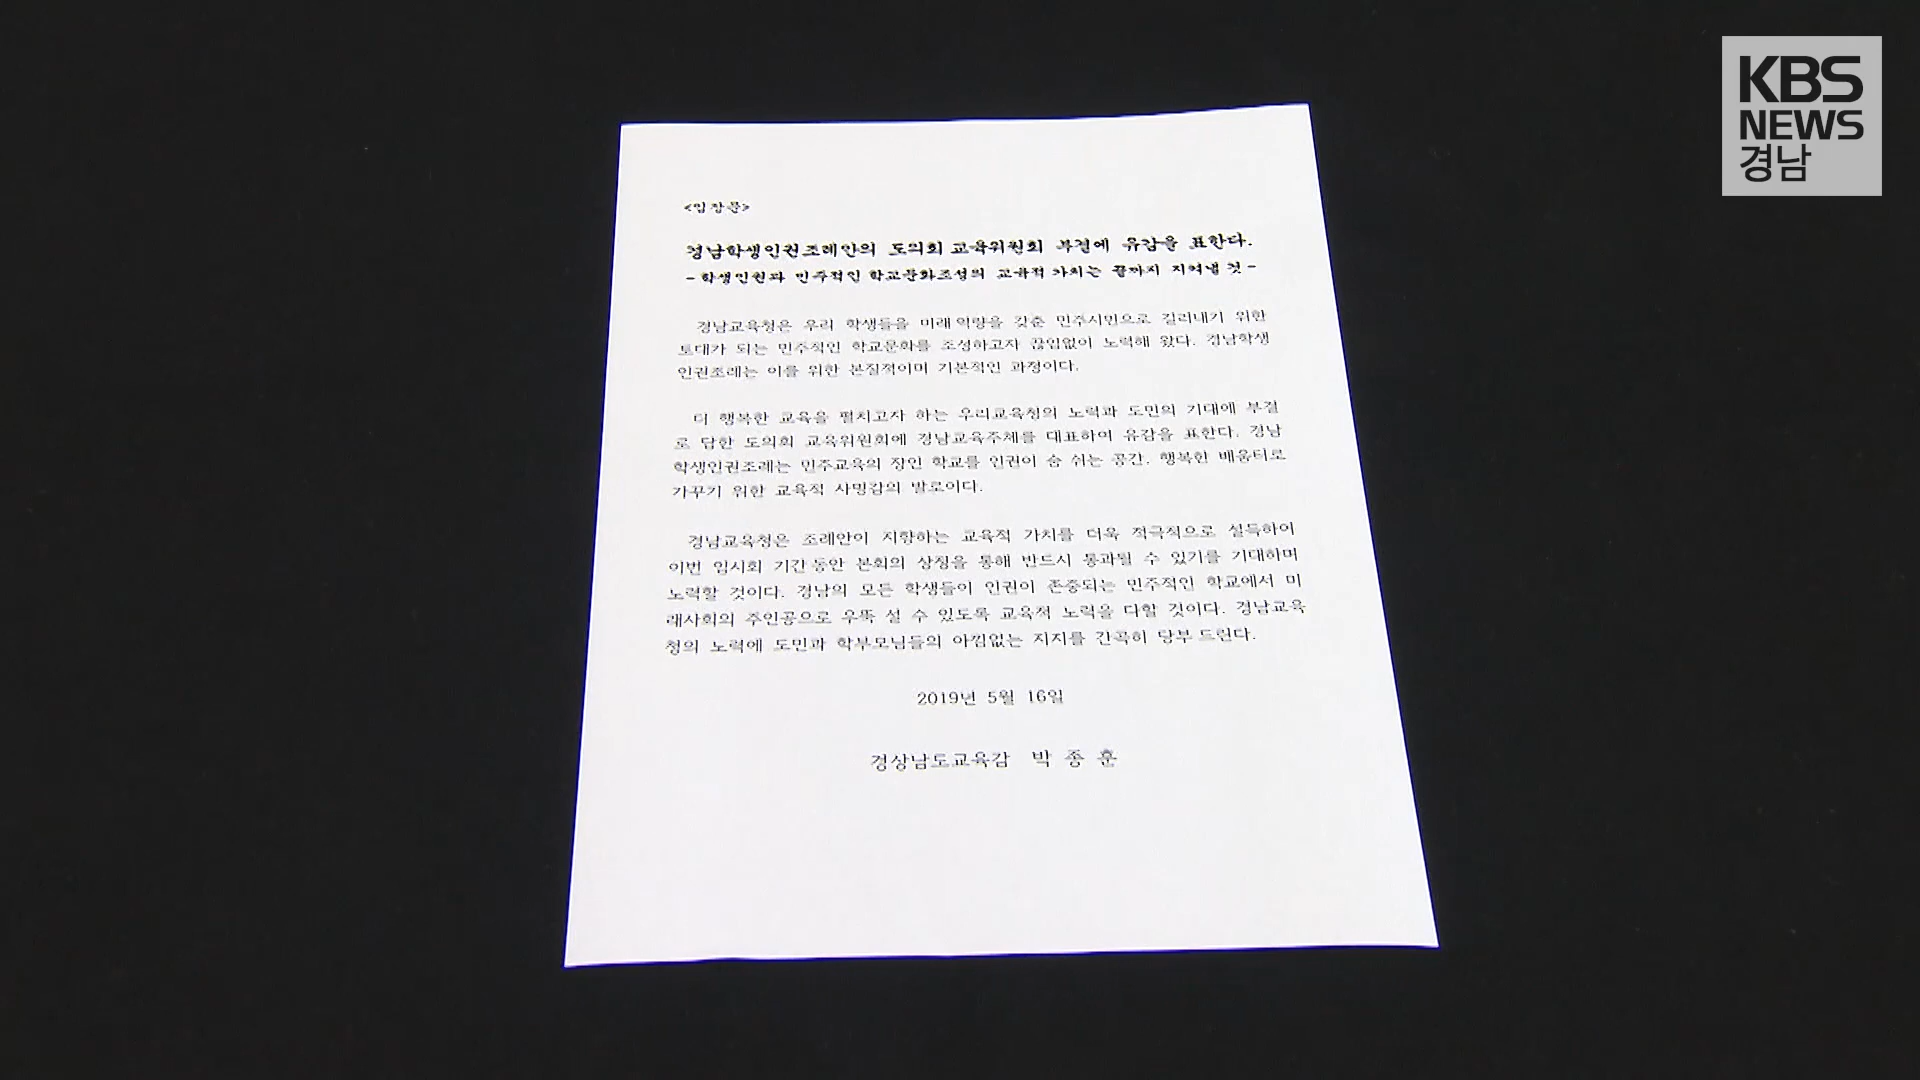 KBS
NEWS
경남
<입장문>
경남학생인권조례안의 도의회 교육위원회 부결에 유감을 표한다.
- 학생인권과 민주적인 학교문화조성의 교육적 가치는 끝까지 지켜낼 것 -
경남교육청은 우리 학생들을 미래 역량을 갖춘 민주시민으로 길러내기 위한
토대가 되는 민주적인 학교문화를 조성하고자 끊임없이 노력해 왔다. 경남학생
인권조례는 이를 위한 본질적이며 기본적인 과정이다.
더 행복한 교육을 펼치고자 하는 우리교육청의 노력과 도민의 기대에 부결
로 답한 도의회 교육위원회에 경남교육주체를 대표하여 유감을 표한다. 경남
학생인권조례는 민주교육의 장인 학교를 인권이 숨 쉬는 공간, 행복한 배움터로
가꾸기 위한 교육적 사명감의 발로이다.
경남교육청은 조례안이 지향하는 교육적 가치를 더욱 적극적으로 설득하여
이번 임시회 기간 동안 본회의 상정을 통해 반드시 통과될 수 있기를 기대하며
노력할 것이다. 경남의 모든 학생들이 인권이 존중되는 민주적인 학교에서 미
래사회의 주인공으로 우뚝 설 수 있도록 교육적 노력을 다할 것이다. 경남교육
청의 노력에 도민과 학부모님들의 아낌없는 지지를 간곡히 당부 드린다.
2019년 5월 16일
경상남도교육감 박 종 훈